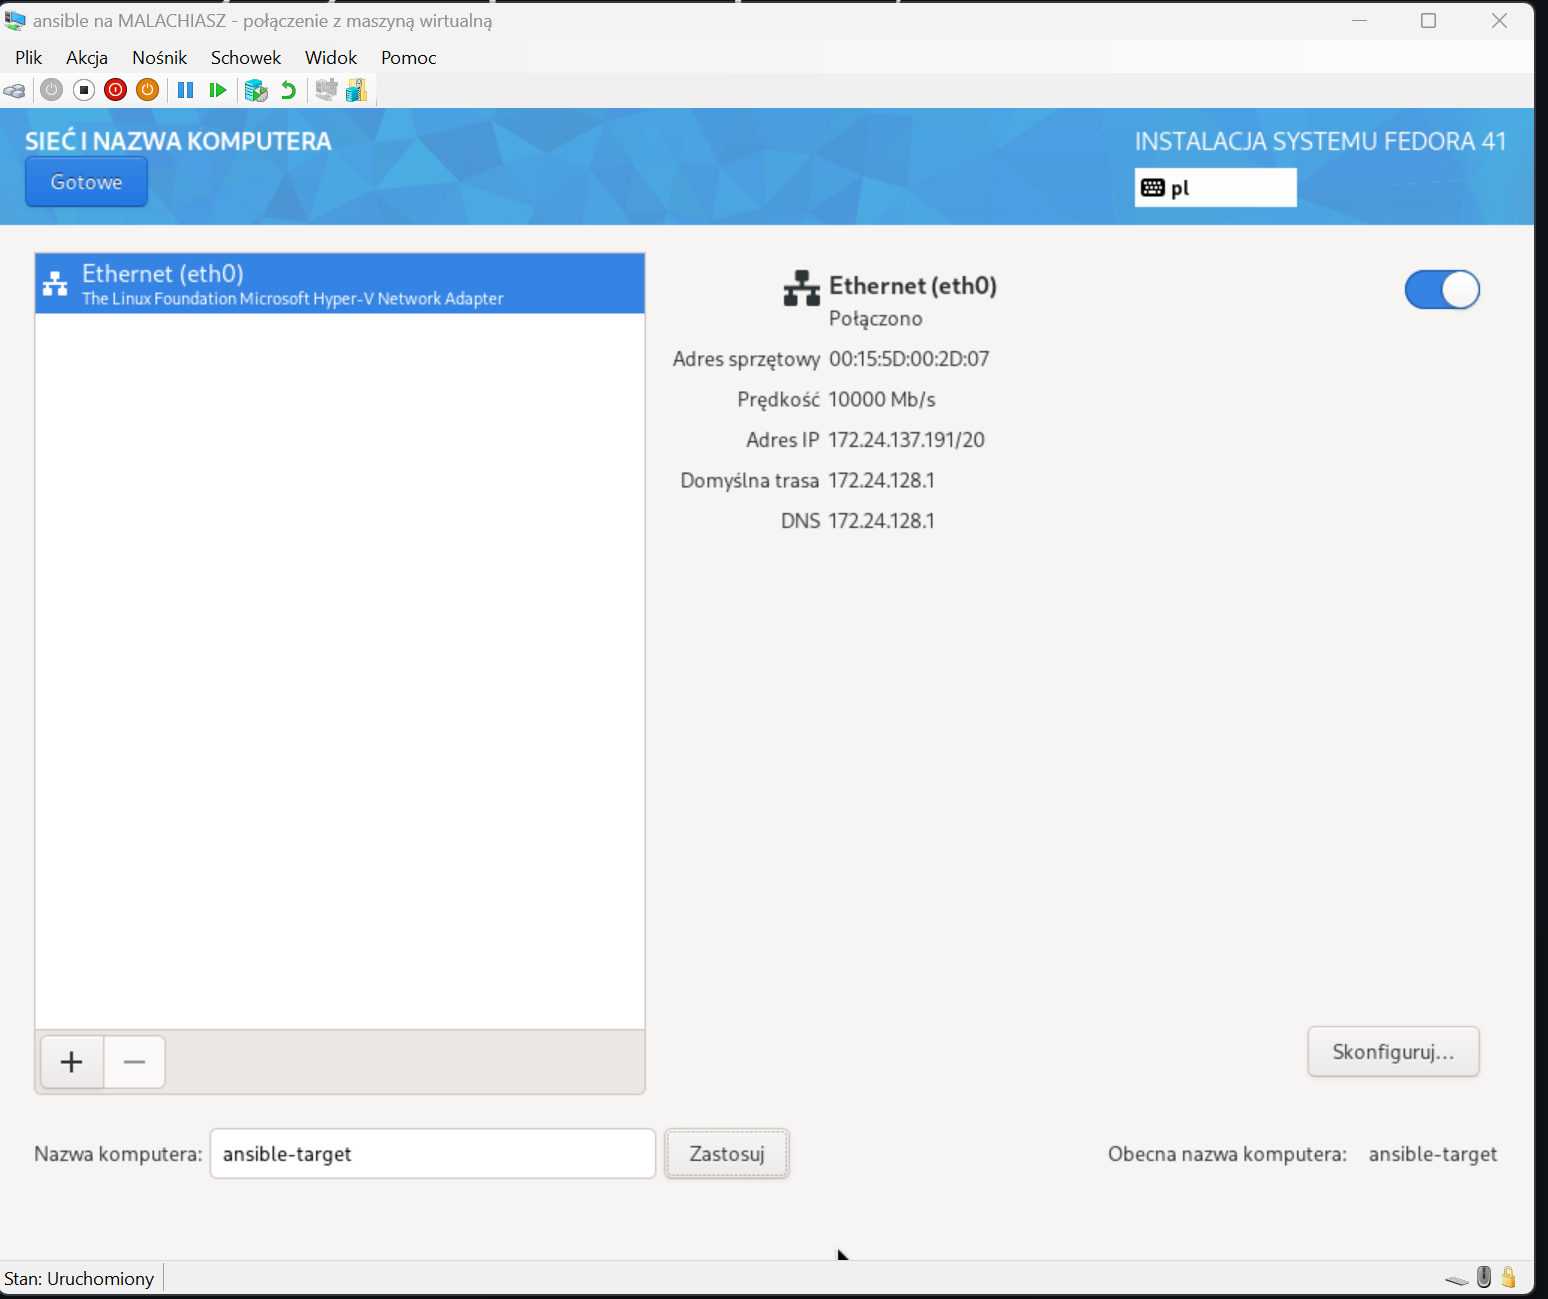 ansible na MALACHIASZ - połączenie z maszyną wirtualną
Plik Akcja Nośnik Schowek Widok Pomoc
SIEĆ I NAZWA KOMPUTERA
INSTALACJA SYSTEMU FEDORA 41
Gotowe
pl
Ethernet (eth0)
The Linux Foundation Microsoft Hyper-V Network Adapter
Ethernet (eth0)
Połączono
Adres sprzętowy 00:15:5D:00:2D:07
Prędkość 10000 Mb/s
Adres IP 172.24.137.191/20
Domyślna trasa 172.24.128.1
DNS 172.24.128.1
Skonfiguruj...
Nazwa komputera: ansible-target Zastosuj Obecna nazwa komputera: ansible-target
Stan: Uruchomiony